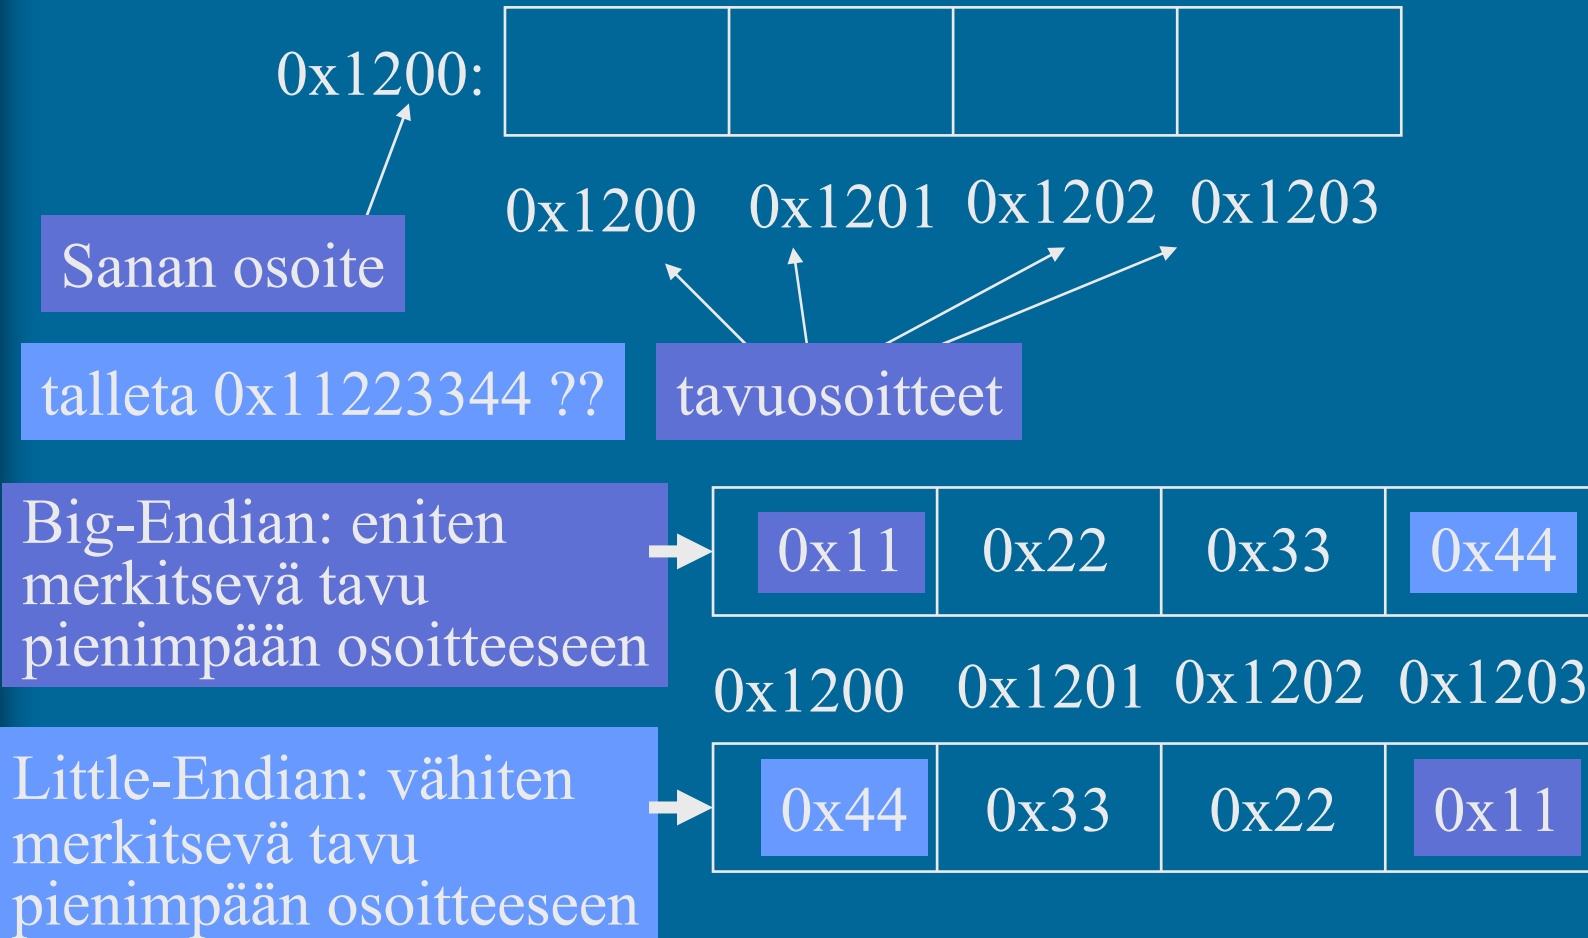 0x1200:
0x1200 0x1201 0x1202 0x1203
Sanan osoite
talleta 0x11223344 ??
tavuosoitteet
Big-Endian: eniten
merkitsevä tavu
pienimpään osoitteeseen
0x11 0x22 0x33 0x44
0x1200 0x1201 0x1202 0x1203
Little-Endian: vähiten
merkitsevä tavu
pienimpään osoitteeseen
0x44 0x33 0x22 0x11